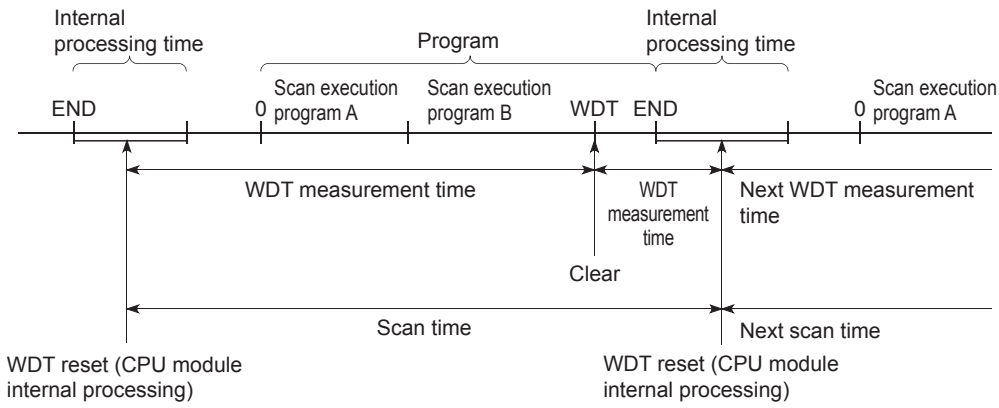 Internal
processing time
Program
Internal
processing time
END
0
Scan execution
program A
Scan execution
program B
WDT
END
0
Scan execution
program A
WDT measurement time
WDT
measurement
time
Next WDT measurement
time
Clear
Scan time
Next scan time
WDT reset (CPU module
internal processing)
WDT reset (CPU module
internal processing)